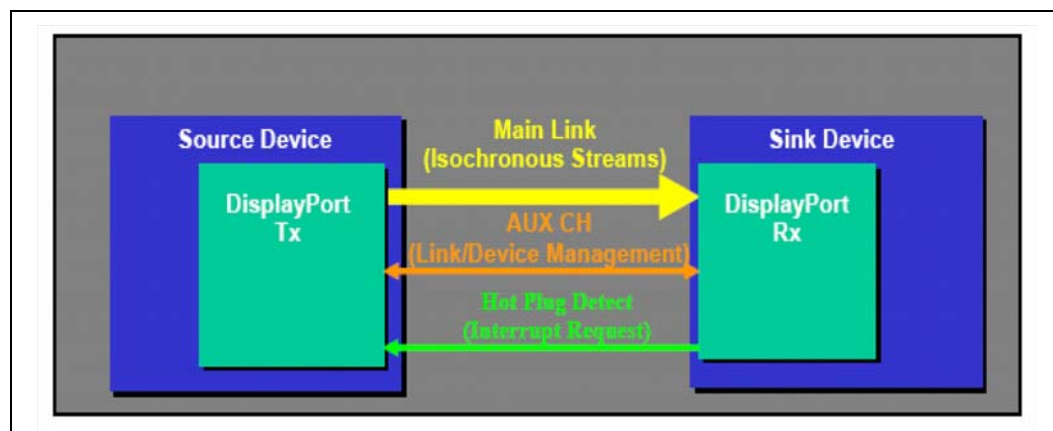 Source Device
DisplayPort
Tx
Main Link
(Isochronous Streams)
AUX CH
(Link/Device Management)
Hot Plug Detect
(Interrupt Request)
Sink Device
DisplayPort
Rx